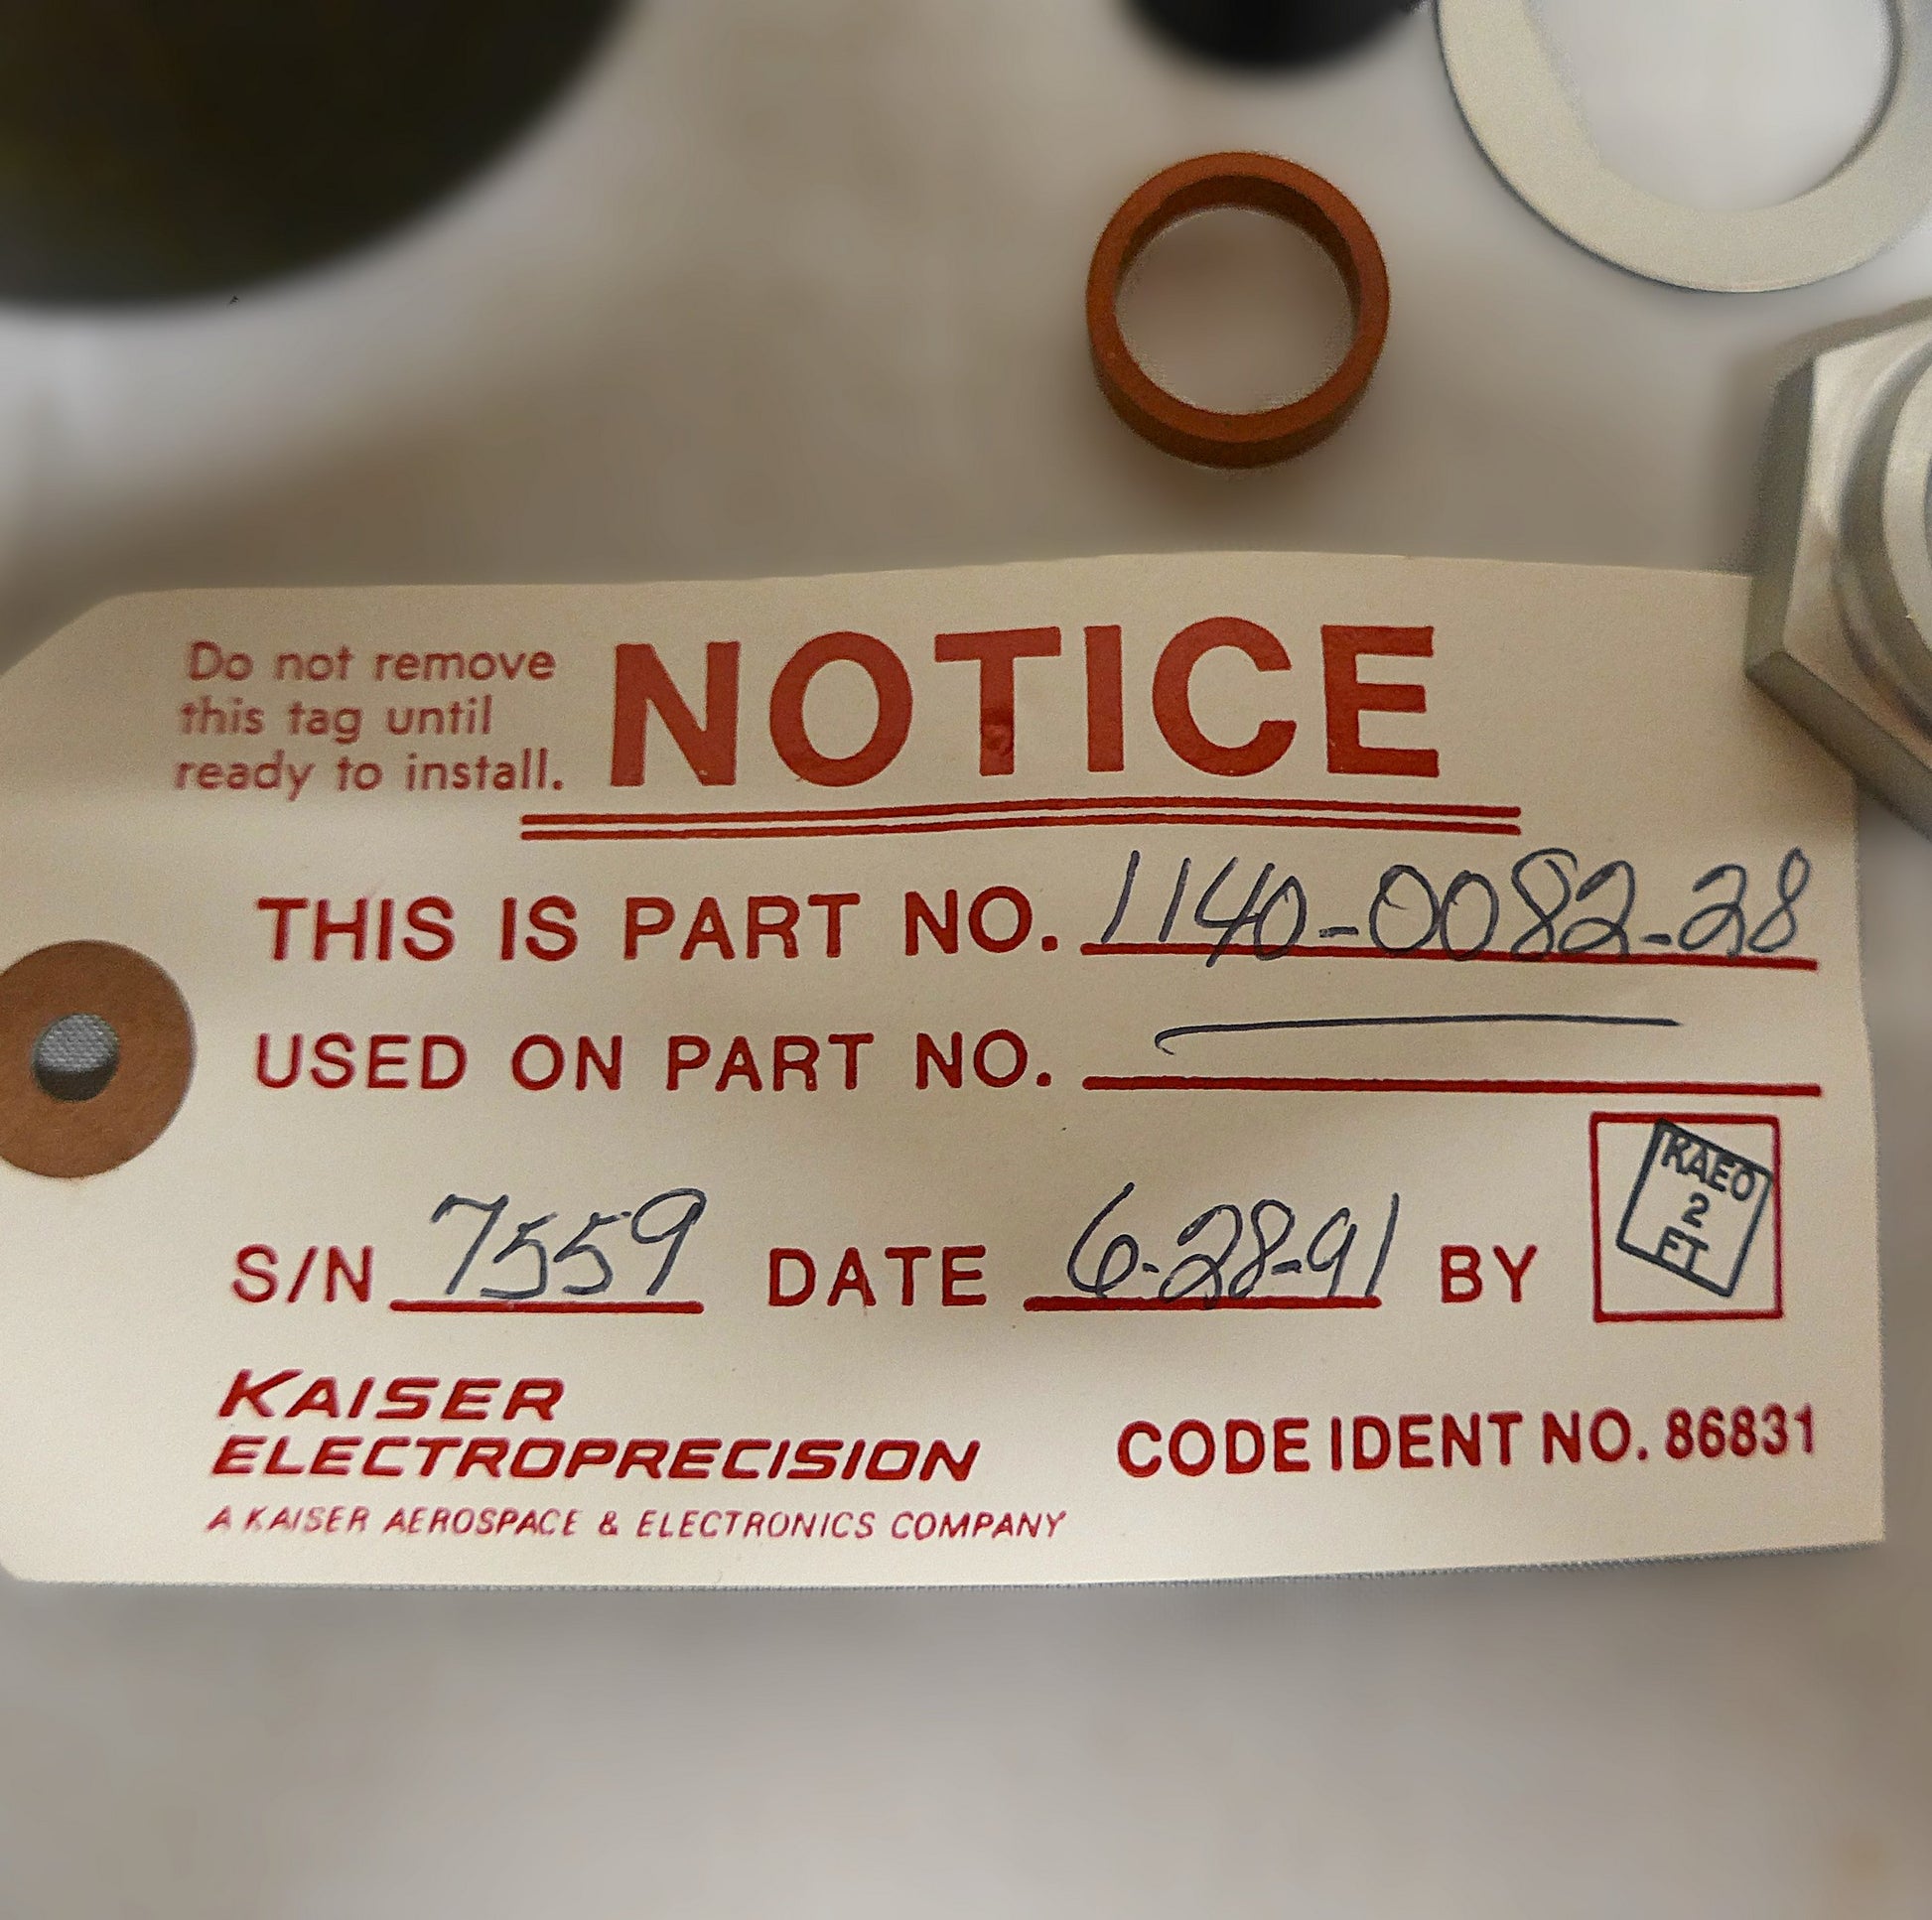 Do not remove
this tag until
ready to install.
NOTICE
THIS IS PART NO. 1140-0082-28
USED ON PART NO.
S/N 7559 DATE 6-28-91 BY
KAEO
2
FT
KAISER
ELECTROPRECISION
A KAISER AEROSPACE & ELECTRONICS COMPANY
CODE IDENT NO. 86831